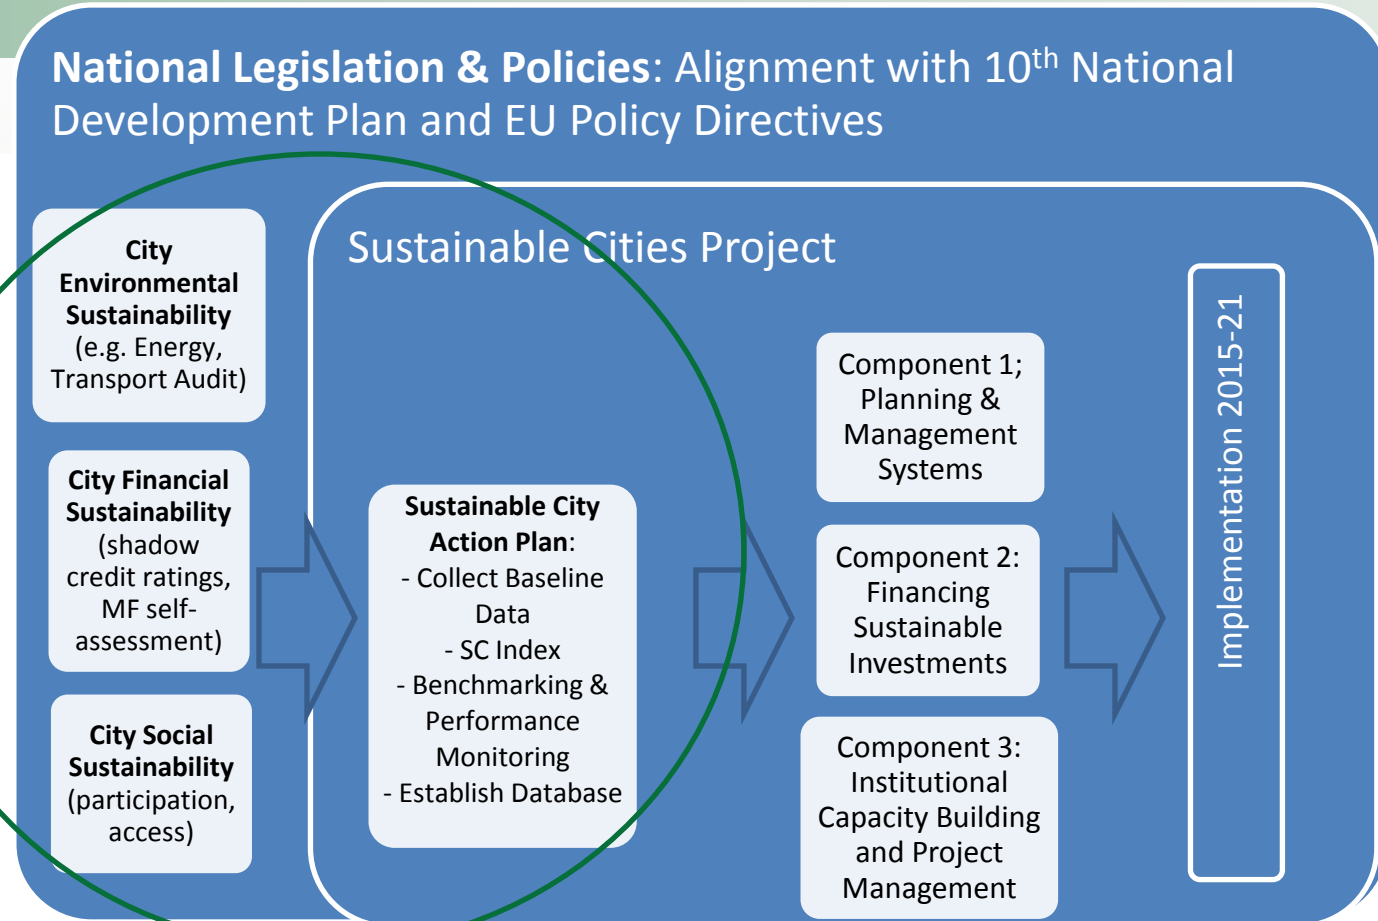 National Legislation & Policies: Alignment with 10th National
Development Plan and EU Policy Directives
City
Environmental
Sustainability
(e.g. Energy,
Transport Audit)
City Financial
Sustainability
(shadow
credit ratings,
MF self-
assessment)
City Social
Sustainability
(participation,
access)
Sustainable Cities Project
Sustainable City
Action Plan:
- Collect Baseline
Data
- SC Index
- Benchmarking &
Performance
Monitoring
- Establish Database
Component 1;
Planning &
Management
Systems
Component 2:
Financing
Sustainable
Investments
Component 3:
Institutional
Capacity Building
and Project
Management
Implementation 2015-21